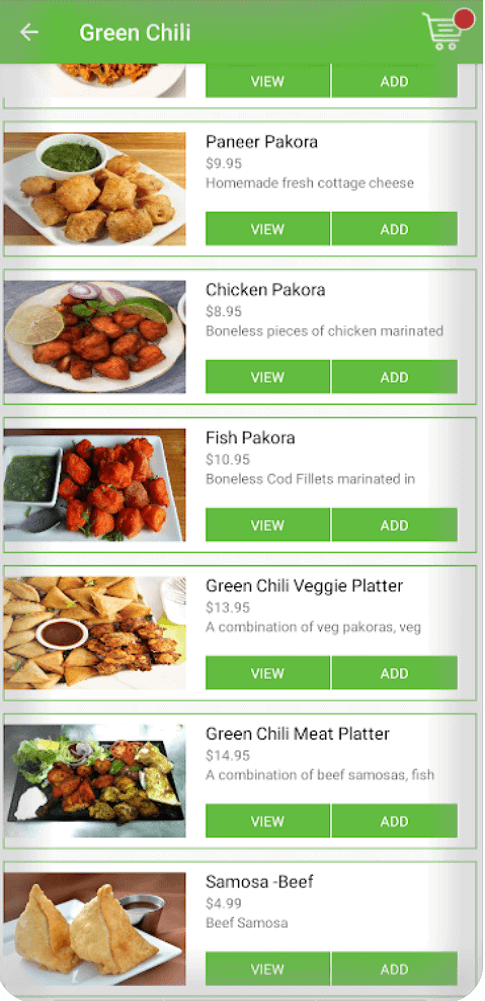 Green Chili
VIEW ADD
Paneer Pakora
$9.95
Homemade fresh cottage cheese
VIEW ADD
Chicken Pakora
$8.95
Boneless pieces of chicken marinated
VIEW ADD
Fish Pakora
$10.95
Boneless Cod Fillets marinated in
VIEW ADD
Green Chili Veggie Platter
$13.95
A combination of veg pakoras, veg
VIEW ADD
Green Chili Meat Platter
$14.95
A combination of beef samosas, fish
VIEW ADD
Samosa -Beef
$4.99
Beef Samosa
VIEW ADD